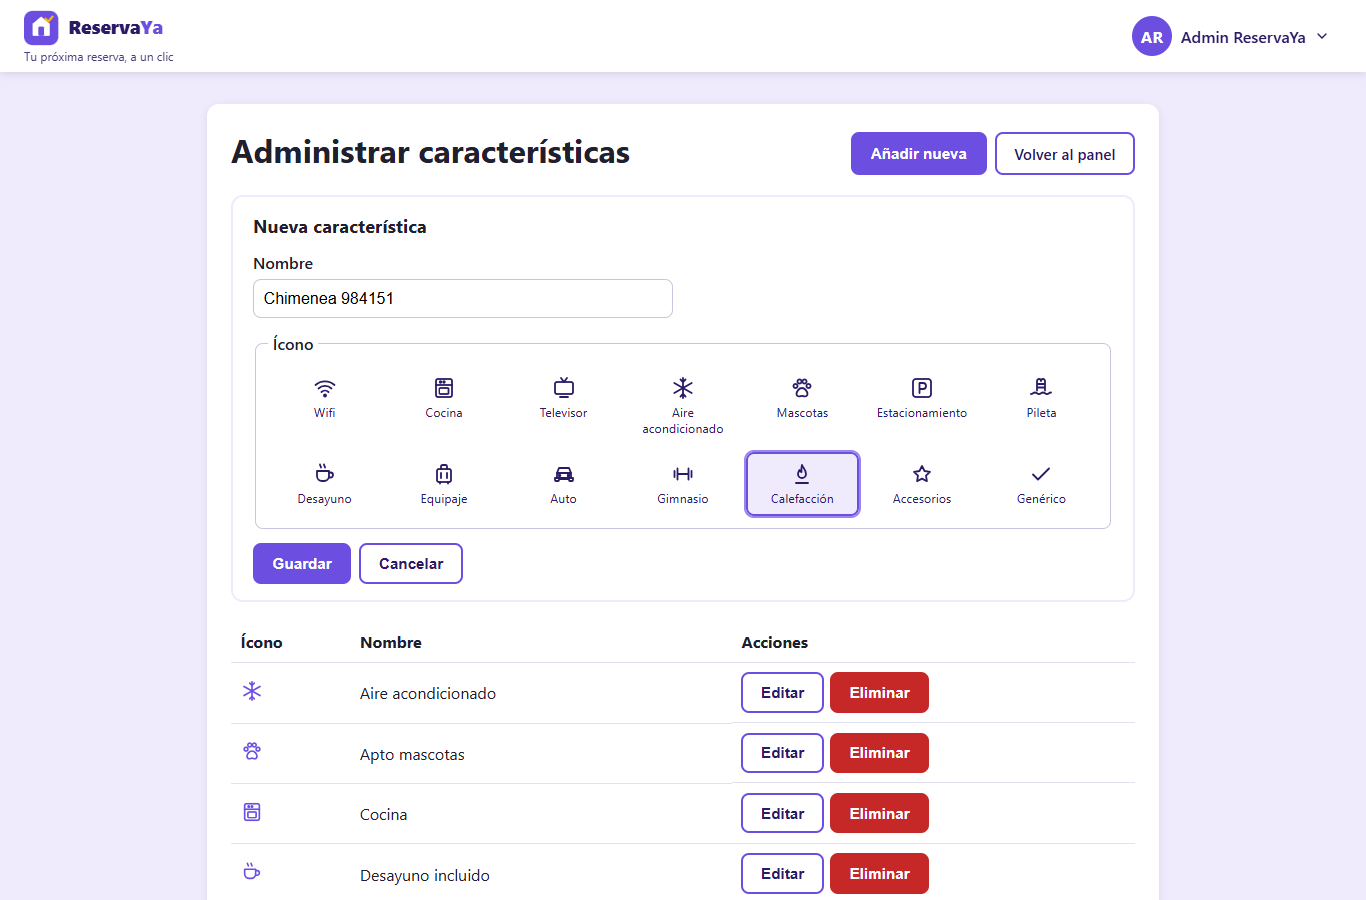 ReservaYa
Tu próxima reserva, a un clic
AR
Admin ReservaYa
Administrar características
Añadir nueva
Volver al panel
Nueva característica
Nombre
Chimenea 984151
Ícono
Wifi
Cocina
Televisor
Aire acondicionado
Mascotas
Estacionamiento
Pileta
Desayuno
Equipaje
Auto
Gimnasio
Calefacción
Accesorios
Genérico
Guardar
Cancelar
Ícono Nombre Acciones
Aire acondicionado Editar Eliminar
Apto mascotas Editar Eliminar
Cocina Editar Eliminar
Desayuno incluido Editar Eliminar